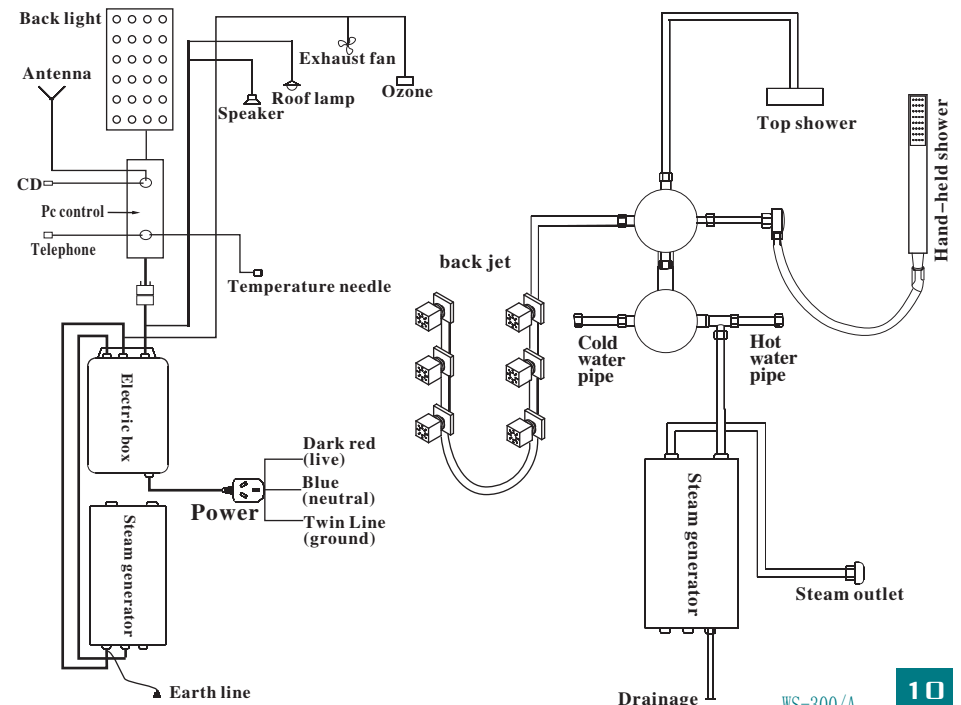 Back light
Antenna
CD
Pc control
Telephone
Speaker
Roof lamp
Exhaust fan
Ozone
Temperature needle
Electric box
Dark red
(live)
Blue
(neutral)
Twin Line
(ground)
Power
Steam generator
Earth line
Top shower
Hand-held shower
back jet
Cold
water
pipe
Hot
water
pipe
Steam generator
Steam outlet
Drainage
WS-300/A
10